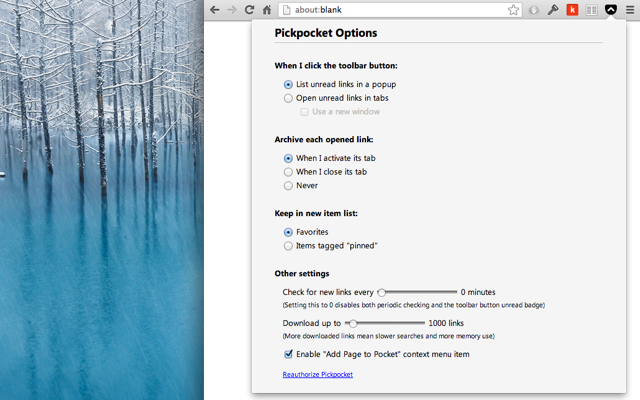 about:blank
k
Pickpocket Options
When I click the toolbar button:
List unread links in a popup
Open unread links in tabs
Use a new window
Archive each opened link:
When I activate its tab
When I close its tab
Never
Keep in new item list:
Favorites
Items tagged "pinned"
Other settings
Check for new links every 0 minutes
(Setting this to 0 disables both periodic checking and the toolbar button unread badge)
Download up to 1000 links
(More downloaded links mean slower searches and more memory use)
Enable "Add Page to Pocket" context menu item
Reauthorize Pickpocket